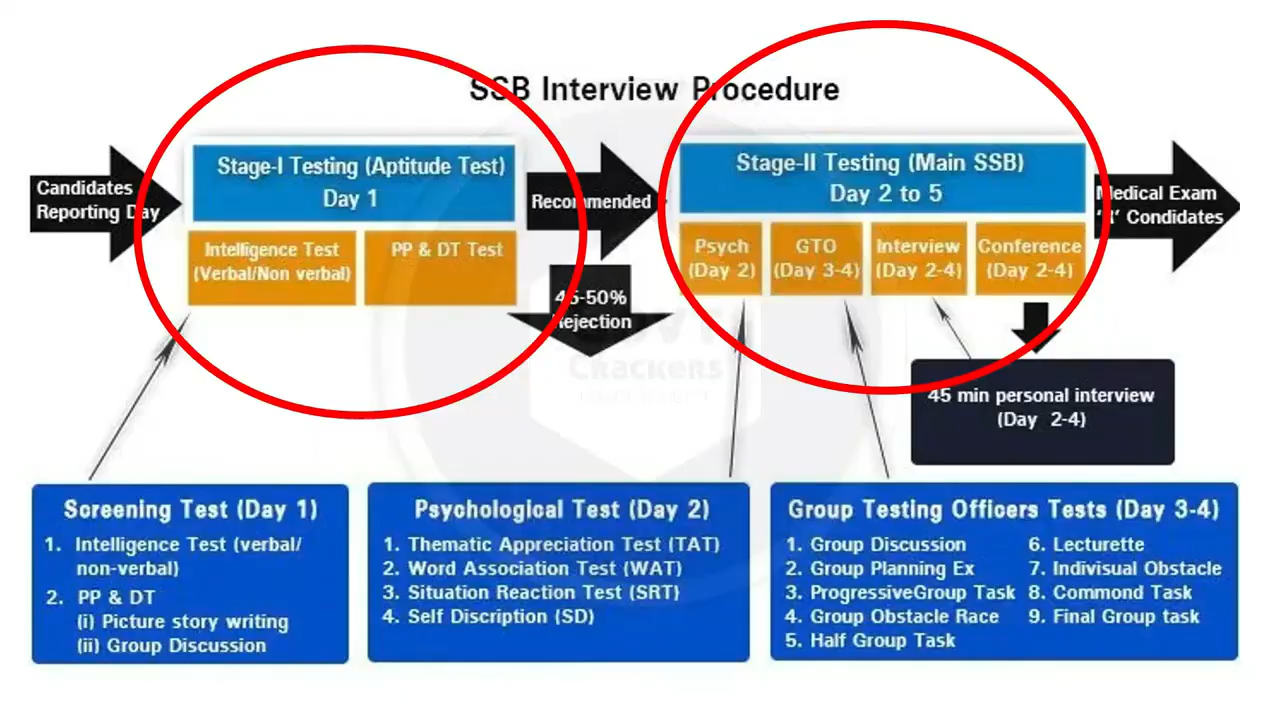 SSB Interview Procedure
Candidates
Reporting Day
Stage-I Testing (Aptitude Test)
Day 1
Intelligence Test
(Verbal/Non verbal)
PP & DT Test
Recommended
Rejection
Stage-II Testing (Main SSB)
Day 2 to 5
Psych
(Day 2)
GTO
(Day 3-4)
Interview
(Day 2-4)
Conference
(Day 2-4)
Medical Exam
Candidates
45 min personal interview
(Day 2-4)
Crackers
Screening Test (Day 1)
1. Intelligence Test (verbal/
non-verbal)
2. PP & DT
(i) Picture story writing
(ii) Group Discussion
Psychological Test (Day 2)
1. Thematic Appreciation Test (TAT)
2. Word Association Test (WAT)
3. Situation Reaction Test (SRT)
4. Self Discription (SD)
Group Testing Officers Tests (Day 3-4)
1. Group Discussion
2. Group Planning Ex
3. ProgressiveGroup Task
4. Group Obstacle Race
5. Half Group Task
6. Lecturette
7. Indivisual Obstacle
8. Commond Task
9. Final Group task